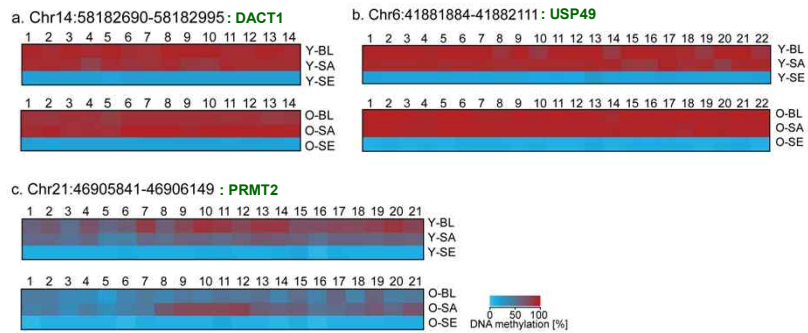 a. Chr14:58182690-58182995 : DACT1
1 2 3 4 5 6 7 8 9 10 11 12 13 14
Y-BL
Y-SA
Y-SE
1 2 3 4 5 6 7 8 9 10 11 12 13 14
O-BL
O-SA
O-SE
b. Chr6:41881884-41882111 : USP49
1 2 3 4 5 6 7 8 9 10 11 12 13 14 15 16 17 18 19 20 21 22
Y-BL
Y-SA
Y-SE
1 2 3 4 5 6 7 8 9 10 11 12 13 14 15 16 17 18 19 20 21 22
O-BL
O-SA
O-SE
c. Chr21:46905841-46906149 : PRMT2
1 2 3 4 5 6 7 8 9 10 11 12 13 14 15 16 17 18 19 20 21
Y-BL
Y-SA
Y-SE
1 2 3 4 5 6 7 8 9 10 11 12 13 14 15 16 17 18 19 20 21
O-BL
O-SA
O-SE
0 50 100
DNA methylation [%]